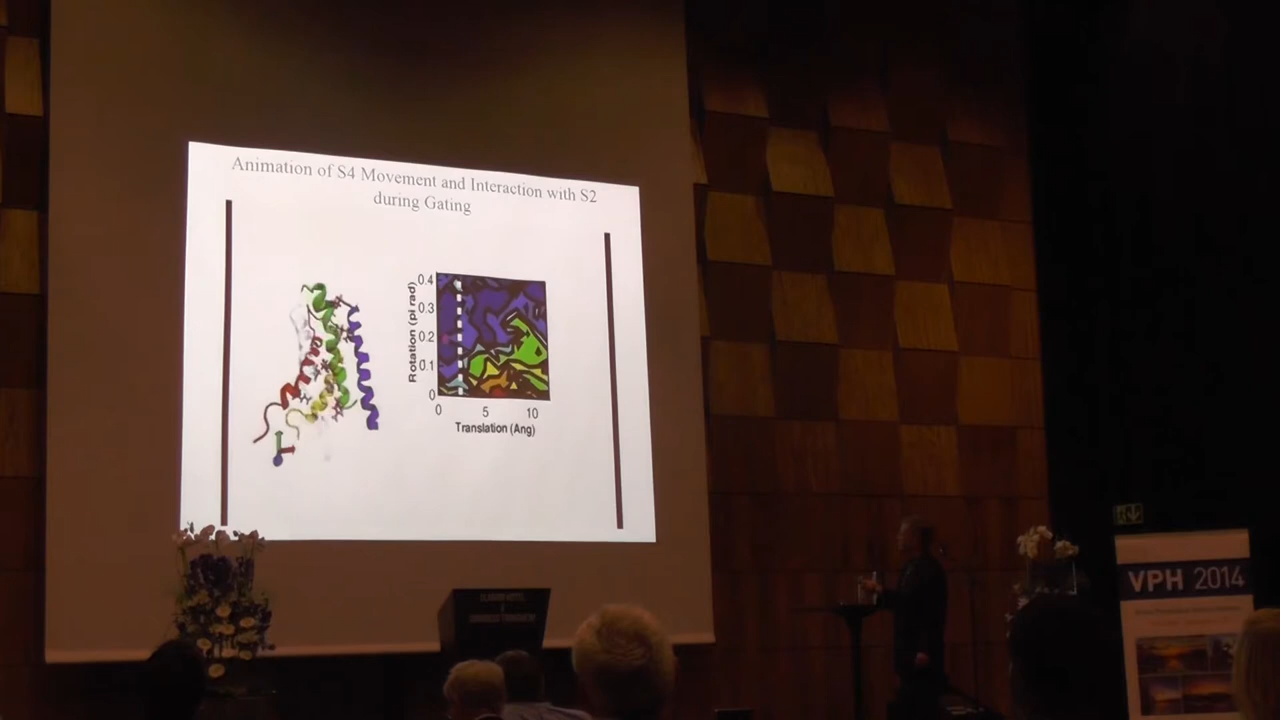 Animation of S4 Movement and Interaction with S2
during Gating
Rotation (pi rad)
0.4
0.3
0.2
0.1
0
0 5 10
Translation (Ang)
VPH 2014